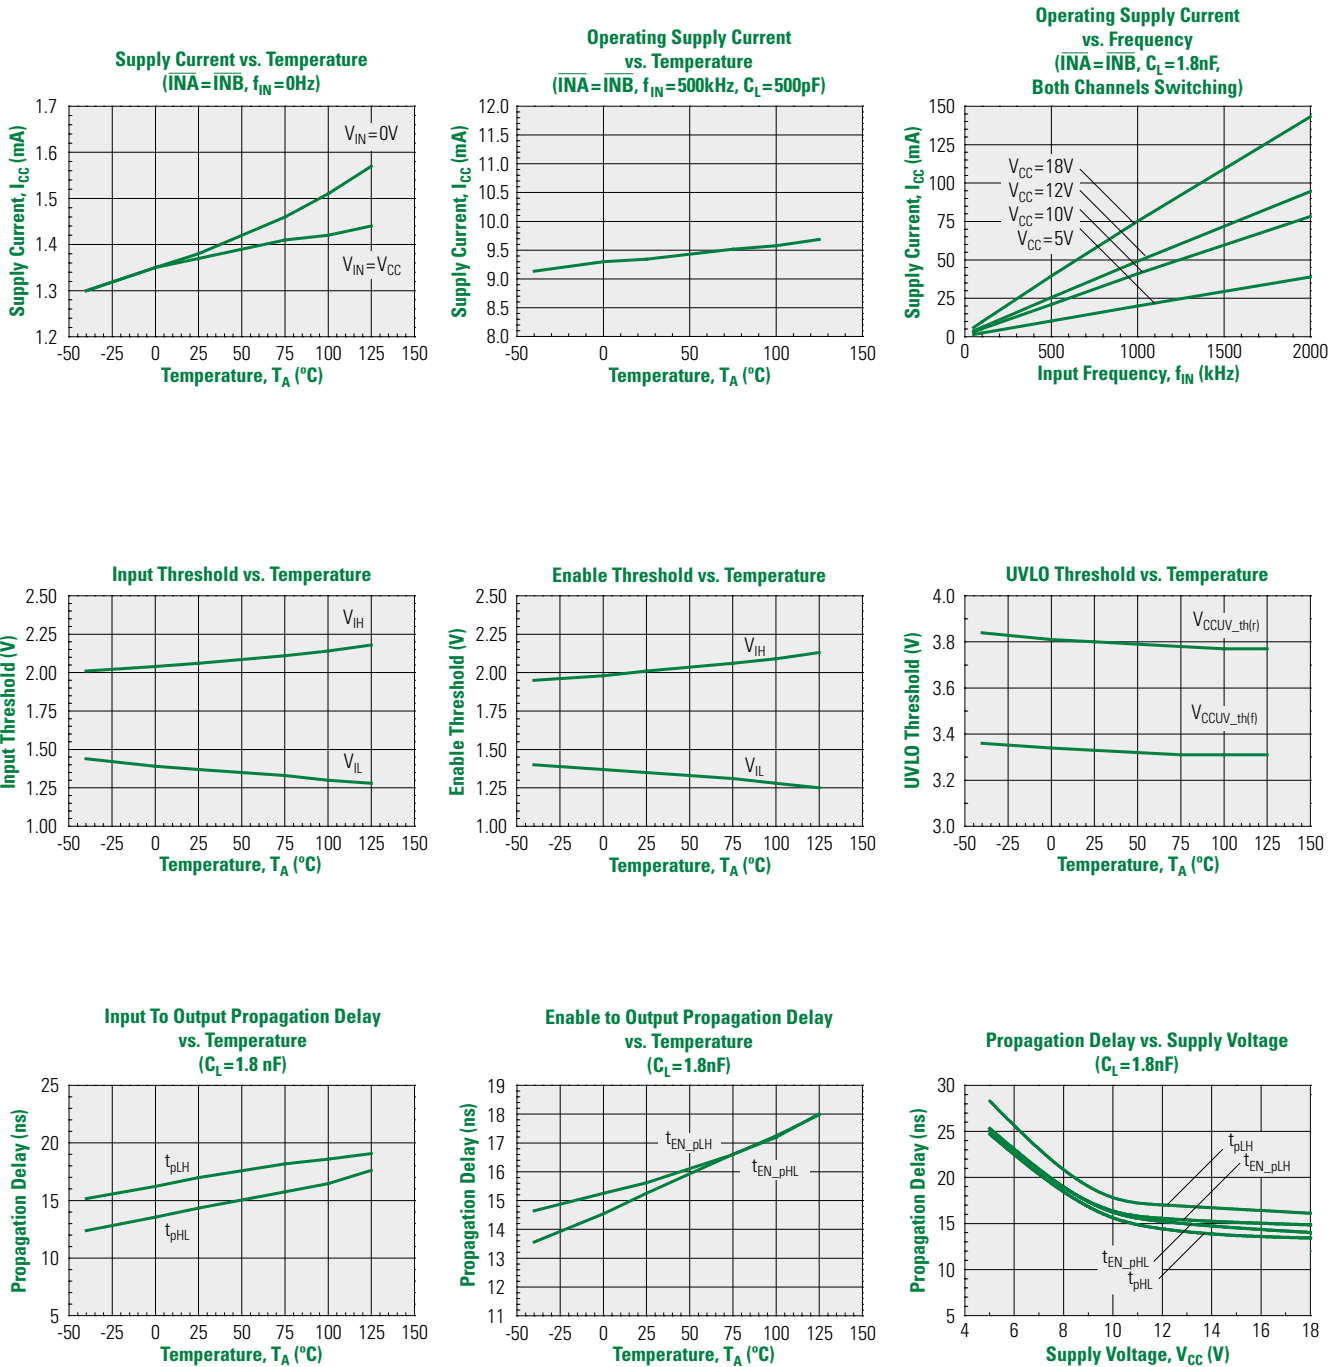 Supply Current vs. Temperature
(I̅N̅A̅=I̅N̅B̅, fIN=0Hz)
Supply Current, ICC (mA)
1.7
1.6
1.5
1.4
1.3
1.2
VIN=0V
VIN=VCC
-50 -25 0 25 50 75 100 125 150
Temperature, TA (ºC)
Operating Supply Current
vs. Temperature
(I̅N̅A̅=I̅N̅B̅, fIN=500kHz, CL=500pF)
Supply Current, ICC (mA)
12.0
11.5
11.0
10.5
10.0
9.5
9.0
8.5
8.0
-50 0 50 100 150
Temperature, TA (ºC)
Operating Supply Current
vs. Frequency
(I̅N̅A̅=I̅N̅B̅, CL=1.8nF,
Both Channels Switching)
Supply Current, ICC (mA)
150
125
100
75
50
25
0
VCC=18V
VCC=12V
VCC=10V
VCC=5V
0 500 1000 1500 2000
Input Frequency, fIN (kHz)
Input Threshold vs. Temperature
Input Threshold (V)
2.50
2.25
2.00
1.75
1.50
1.25
1.00
VIH
VIL
-50 -25 0 25 50 75 100 125 150
Temperature, TA (ºC)
Enable Threshold vs. Temperature
Enable Threshold (V)
2.50
2.25
2.00
1.75
1.50
1.25
1.00
VIH
VIL
-50 -25 0 25 50 75 100 125 150
Temperature, TA (ºC)
UVLO Threshold vs. Temperature
UVLO Threshold (V)
4.0
3.8
3.6
3.4
3.2
3.0
VCCUV_th(r)
VCCUV_th(f)
-50 -25 0 25 50 75 100 125 150
Temperature, TA (ºC)
Input To Output Propagation Delay
vs. Temperature
(CL=1.8 nF)
Propagation Delay (ns)
25
20
15
10
5
tpLH
tpHL
-50 -25 0 25 50 75 100 125 150
Temperature, TA (ºC)
Enable to Output Propagation Delay
vs. Temperature
(CL=1.8nF)
Propagation Delay (ns)
19
18
17
16
15
14
13
12
11
tEN_pLH
tEN_pHL
-50 -25 0 25 50 75 100 125 150
Temperature, TA (ºC)
Propagation Delay vs. Supply Voltage
(CL=1.8nF)
Propagation Delay (ns)
30
25
20
15
10
5
tpLH
tEN_pLH
tEN_pHL
tpHL
4 6 8 10 12 14 16 18
Supply Voltage, VCC (V)